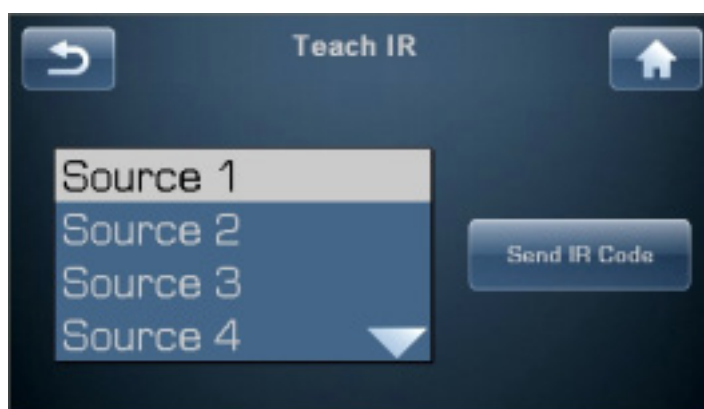 Teach IR
Source 1
Source 2
Source 3
Source 4
Send IR Code